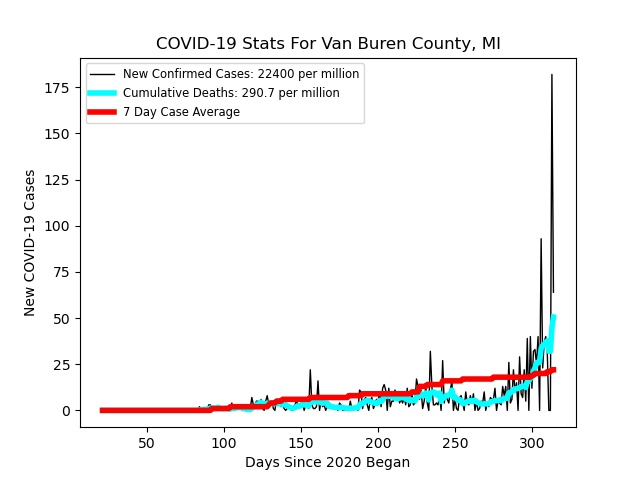 COVID-19 Stats For Van Buren County, MI
New Confirmed Cases: 22400 per million
Cumulative Deaths: 290.7 per million
7 Day Case Average
New COVID-19 Cases
175
150
125
100
75
50
25
0
50
100
150
200
250
300
Days Since 2020 Began